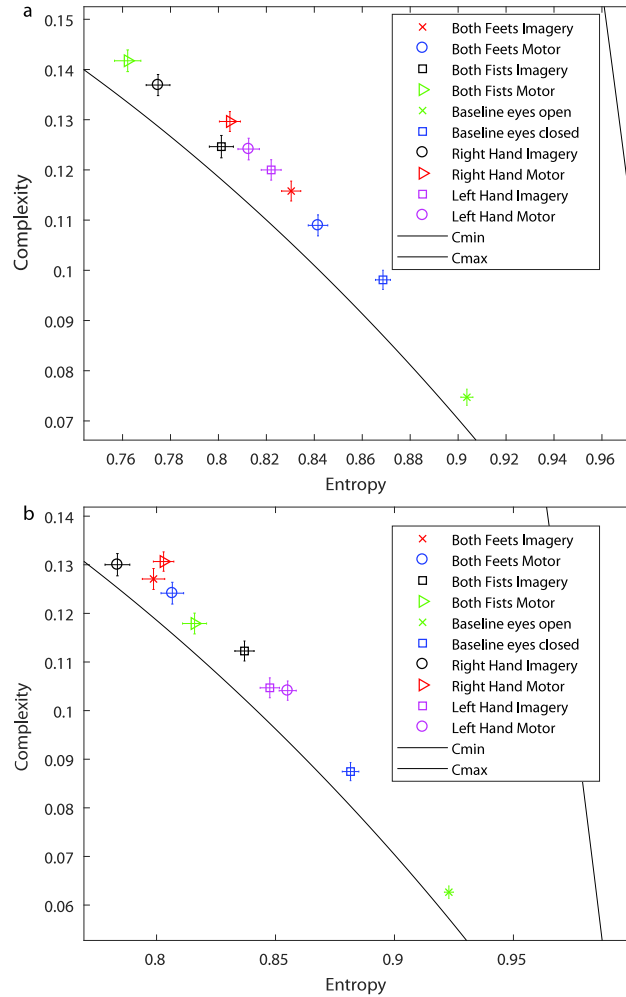 a
0.15
0.14
0.13
0.12
0.11
0.1
0.09
0.08
0.07
Complexity
0.76 0.78 0.8 0.82 0.84 0.86 0.88 0.9 0.92 0.94 0.96
Entropy
Both Feets Imagery
Both Feets Motor
Both Fists Imagery
Both Fists Motor
Baseline eyes open
Baseline eyes closed
Right Hand Imagery
Right Hand Motor
Left Hand Imagery
Left Hand Motor
Cmin
Cmax
b
0.14
0.13
0.12
0.11
0.1
0.09
0.08
0.07
0.06
Complexity
0.8 0.85 0.9 0.95
Entropy
Both Feets Imagery
Both Feets Motor
Both Fists Imagery
Both Fists Motor
Baseline eyes open
Baseline eyes closed
Right Hand Imagery
Right Hand Motor
Left Hand Imagery
Left Hand Motor
Cmin
Cmax